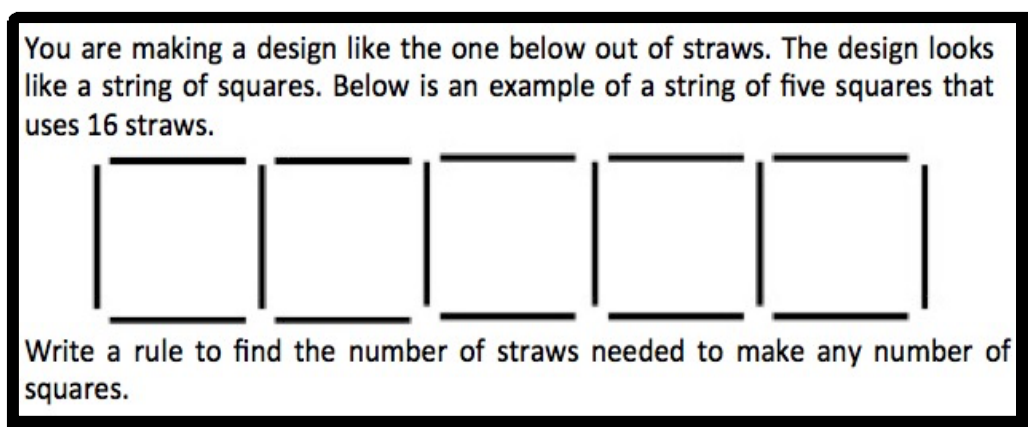 You are making a design like the one below out of straws. The design looks
like a string of squares. Below is an example of a string of five squares that
uses 16 straws.
Write a rule to find the number of straws needed to make any number of
squares.